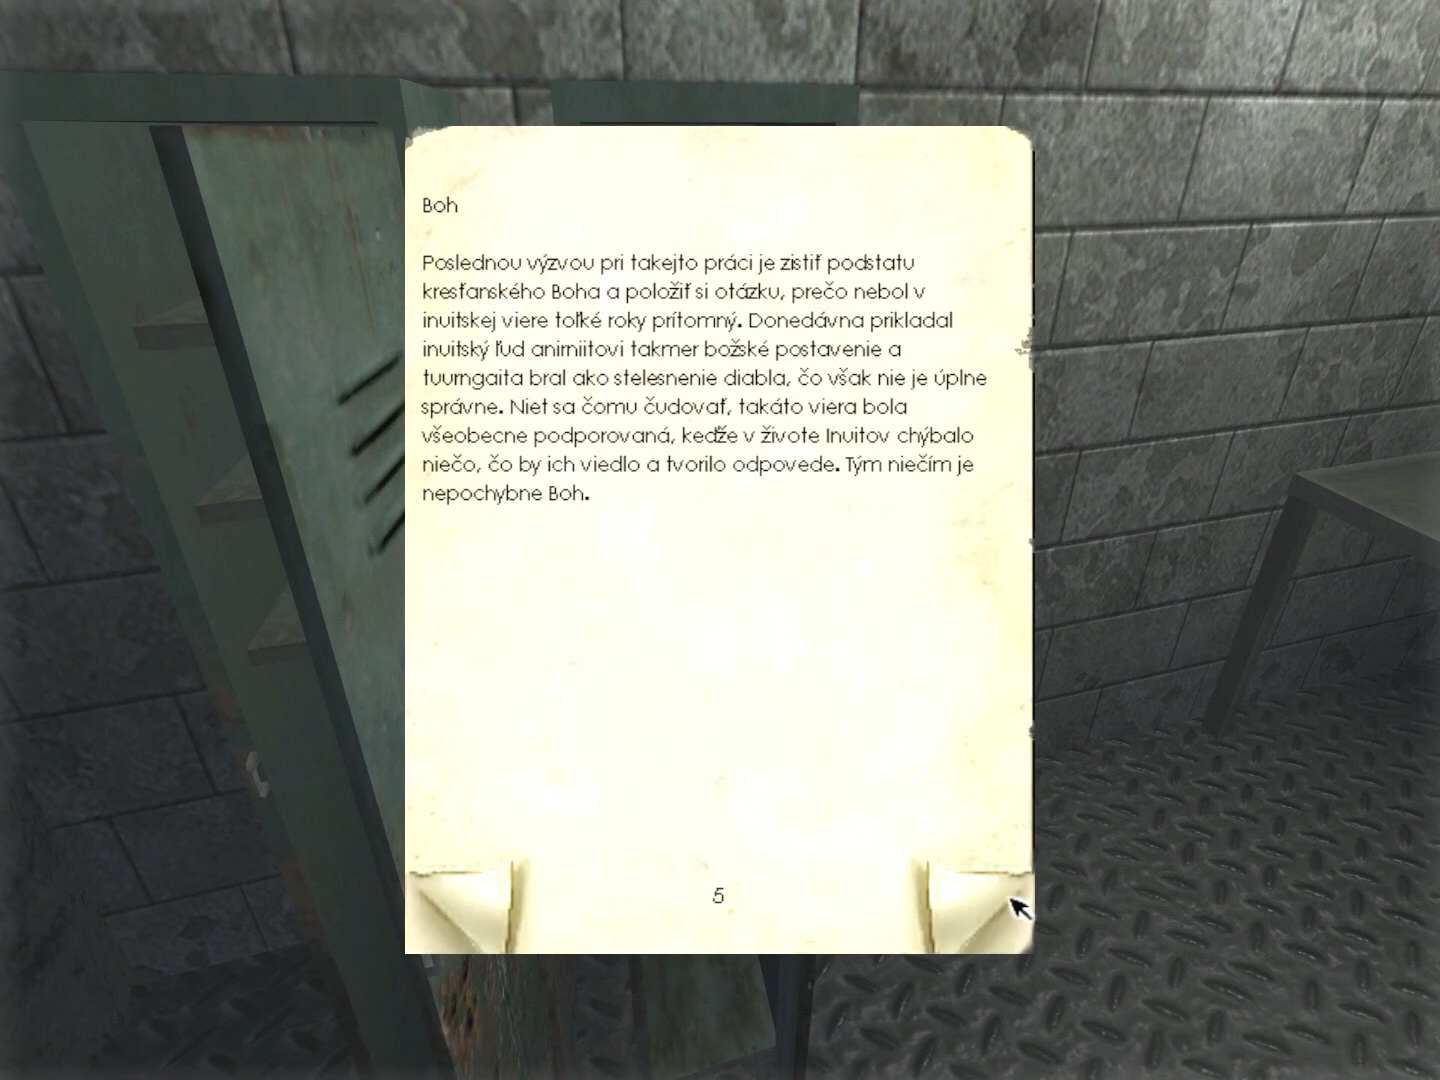 Boh
Poslednou výzvou pri takejto práci je zistiť podstatu
kresťanského Boha a položiť si otázku, prečo nebol v
inuitskej viere toľké roky prítomný. Donedávna prikladal
inuitský ľud anirniitovi takmer božské postavenie a
tuurngaita bral ako stelesnenie diabla, čo však nie je úplne
správne. Niet sa čomu čudovať, takáto viera bola
všeobecne podporovaná, keďže v živote Inuitov chýbalo
niečo, čo by ich viedlo a tvorilo odpovede. Tým niečím je
nepochybne Boh.
5